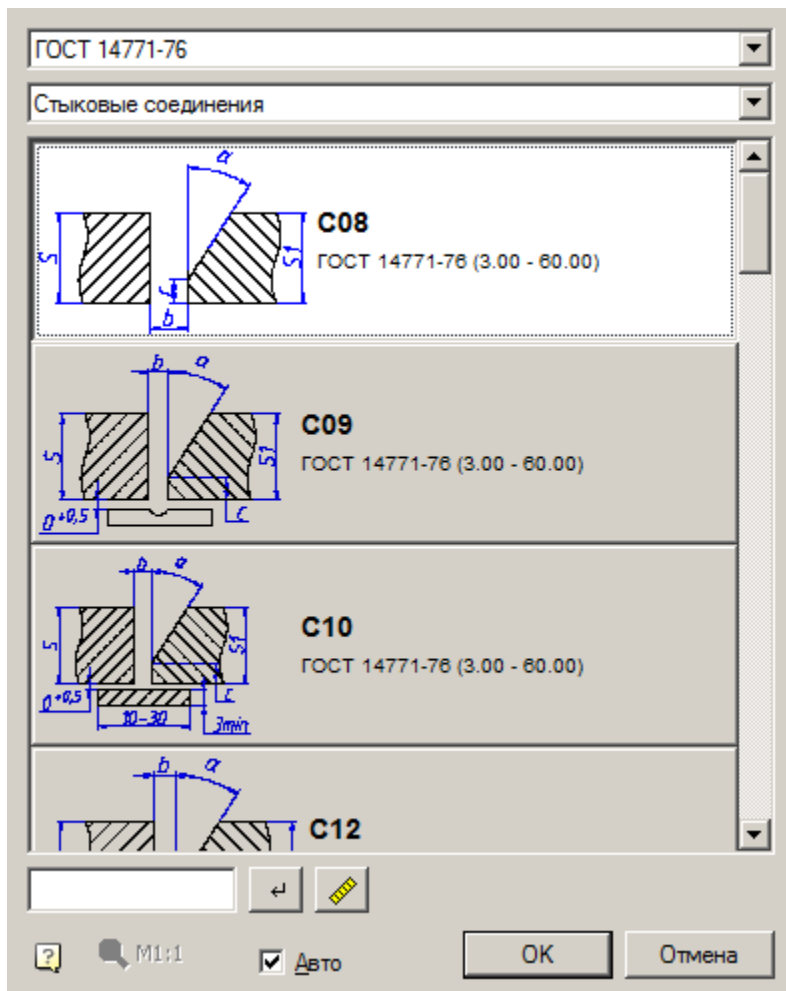 ГОСТ 14771-76
Стыковые соединения
α
S
S1
c
b
С08
ГОСТ 14771-76 (3.00 - 60.00)
b
α
S
S1
0+0,5
c
С09
ГОСТ 14771-76 (3.00 - 60.00)
b
α
S
S1
0+0,5
c
10-30
3min
С10
ГОСТ 14771-76 (3.00 - 60.00)
b
α
С12
М1:1
Авто
OK
Отмена